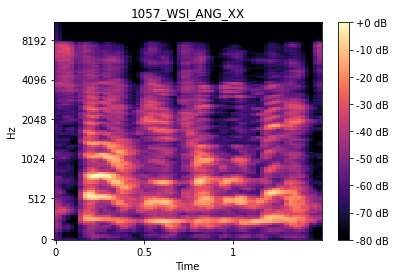 1057_WSI_ANG_XX
Hz
8192
4096
2048
1024
512
0
0
0.5
1
Time
+0 dB
-10 dB
-20 dB
-30 dB
-40 dB
-50 dB
-60 dB
-70 dB
-80 dB